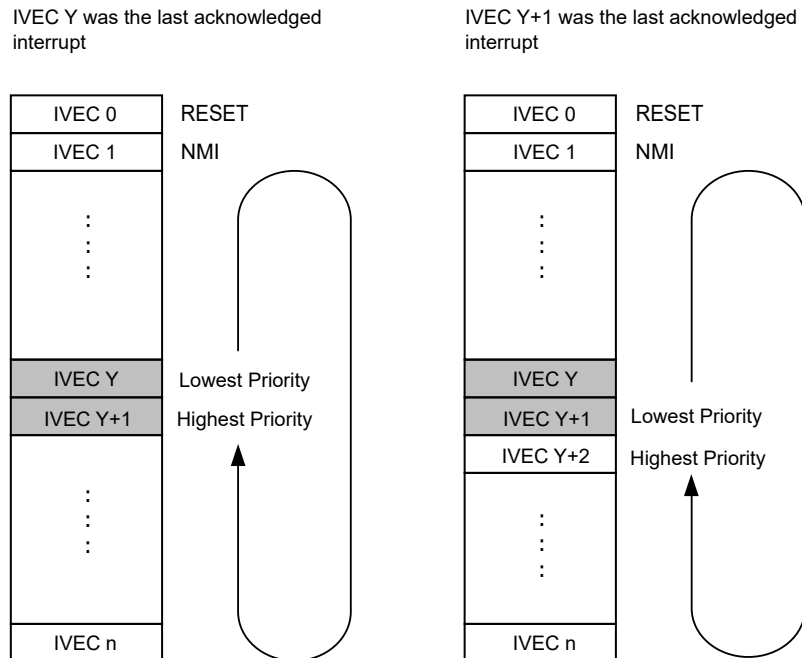 IVEC Y was the last acknowledged
interrupt
IVEC 0 RESET
IVEC 1 NMI
:
:
:
IVEC Y Lowest Priority
IVEC Y+1 Highest Priority
:
:
:
IVEC n
IVEC Y+1 was the last acknowledged
interrupt
IVEC 0 RESET
IVEC 1 NMI
:
:
:
IVEC Y
IVEC Y+1 Lowest Priority
IVEC Y+2 Highest Priority
:
:
:
IVEC n